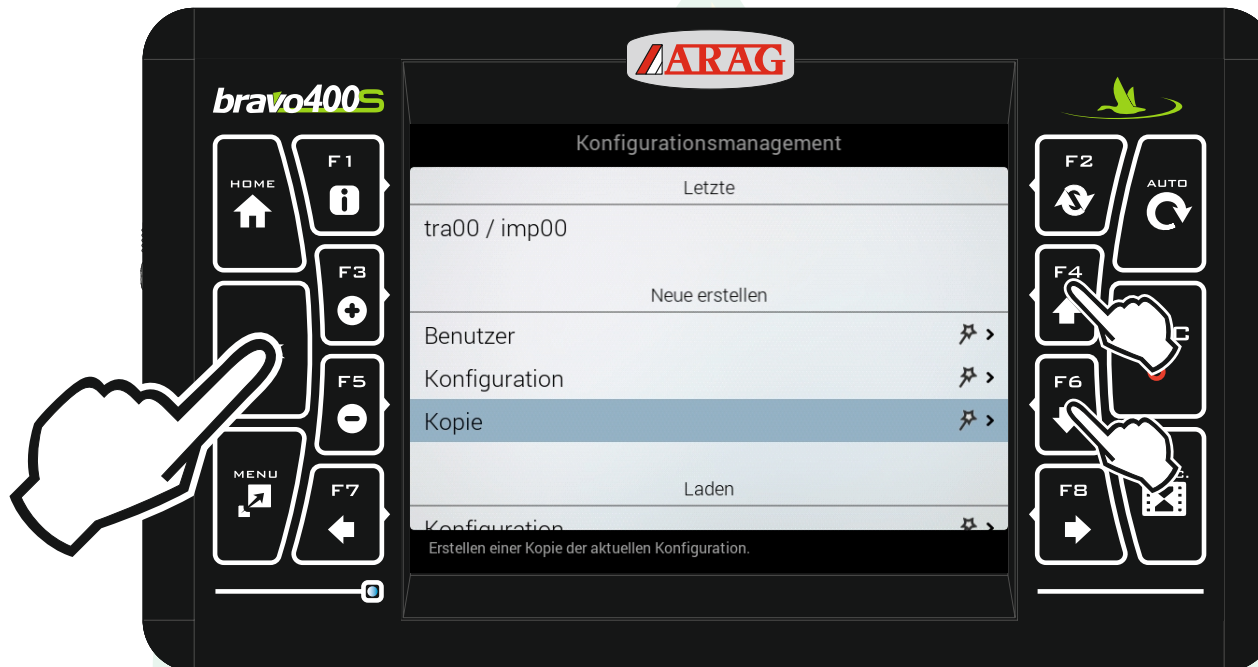 ARAG
bravo400S
HOME
F1
F3
F5
MENU
F7
Konfigurationsmanagement
Letzte
tra00 / imp00
Neue erstellen
Benutzer
Konfiguration
Kopie
Laden
Konfiguration
Erstellen einer Kopie der aktuellen Konfiguration.
F2
AUTO
F4
F6
F8